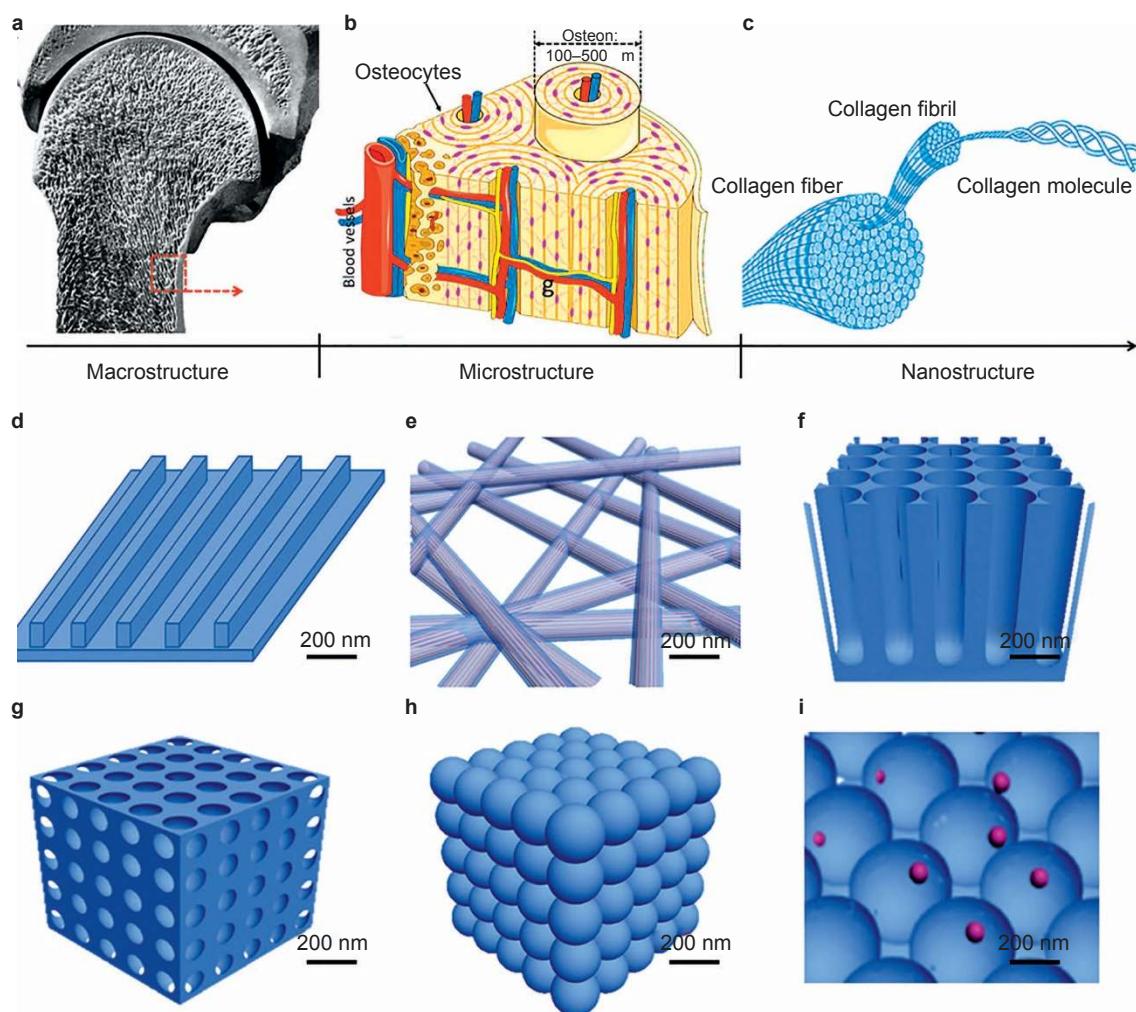 a
b
c
Osteon:
100–500 m
Osteocytes
Collagen fibril
Collagen fiber
Collagen molecule
Blood vessels
g
Macrostructure
Microstructure
Nanostructure
d
e
f
200 nm
200 nm
200 nm
g
h
i
200 nm
200 nm
200 nm